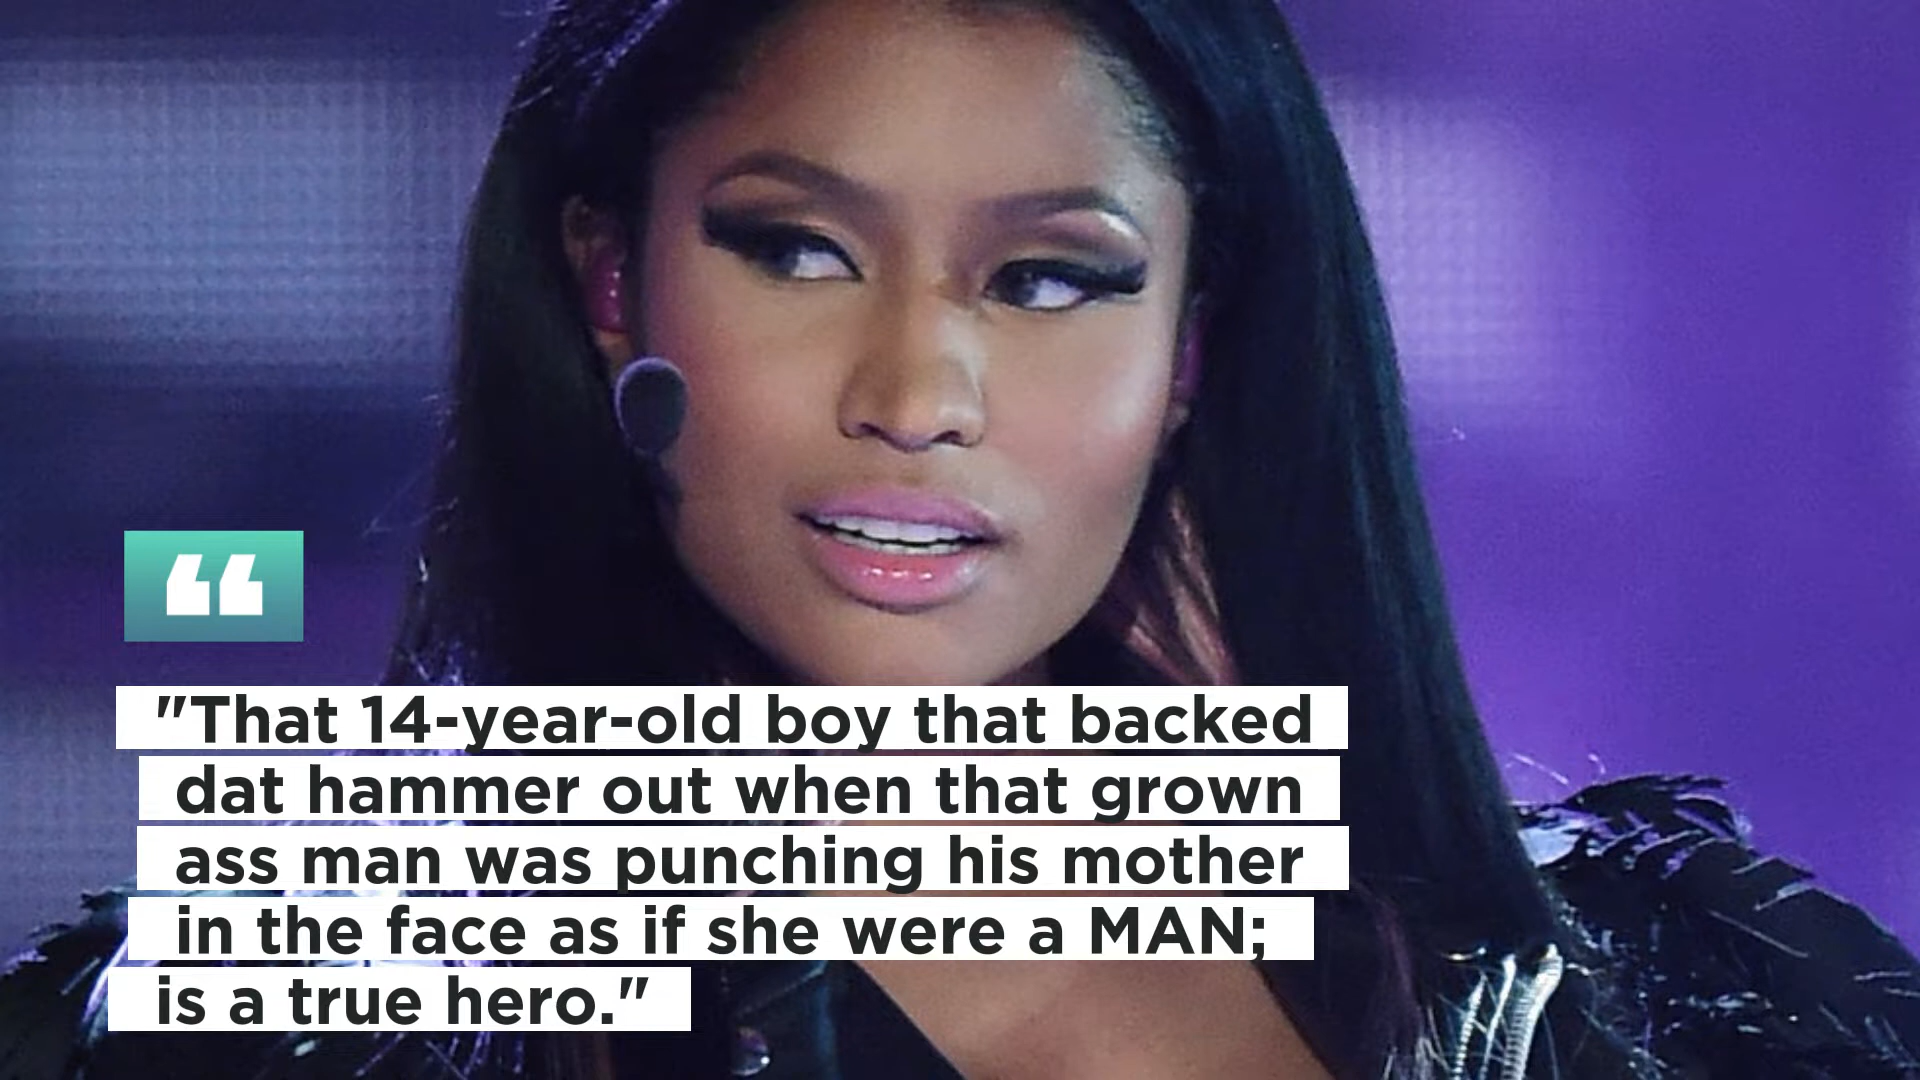 "That 14-year-old boy that backed
dat hammer out when that grown
ass man was punching his mother
in the face as if she were a MAN;
is a true hero."